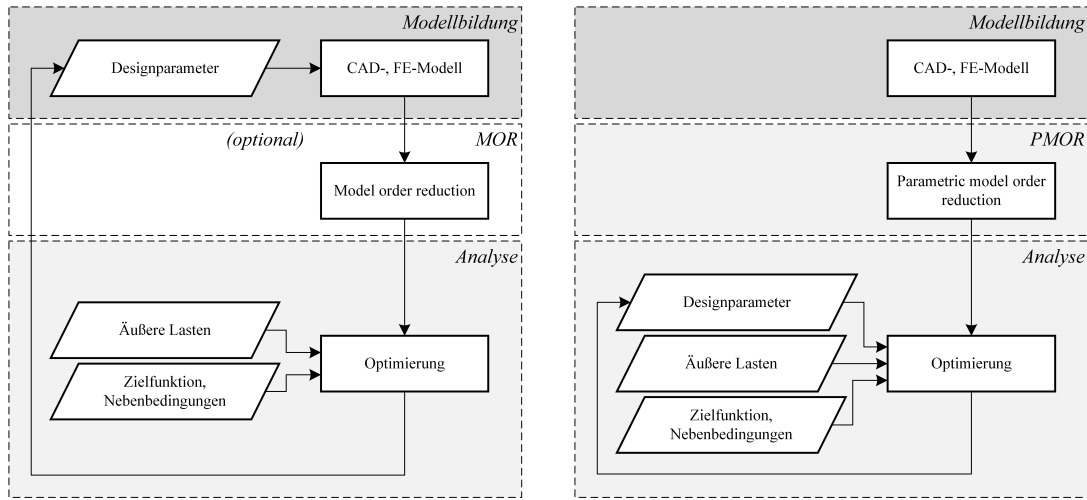 Modellbildung
Designparameter
CAD-, FE-Modell
(optional)
MOR
Model order reduction
Analyse
Äußere Lasten
Zielfunktion,
Nebenbedingungen
Optimierung
Modellbildung
CAD-, FE-Modell
PMOR
Parametric model order
reduction
Analyse
Designparameter
Äußere Lasten
Zielfunktion,
Nebenbedingungen
Optimierung